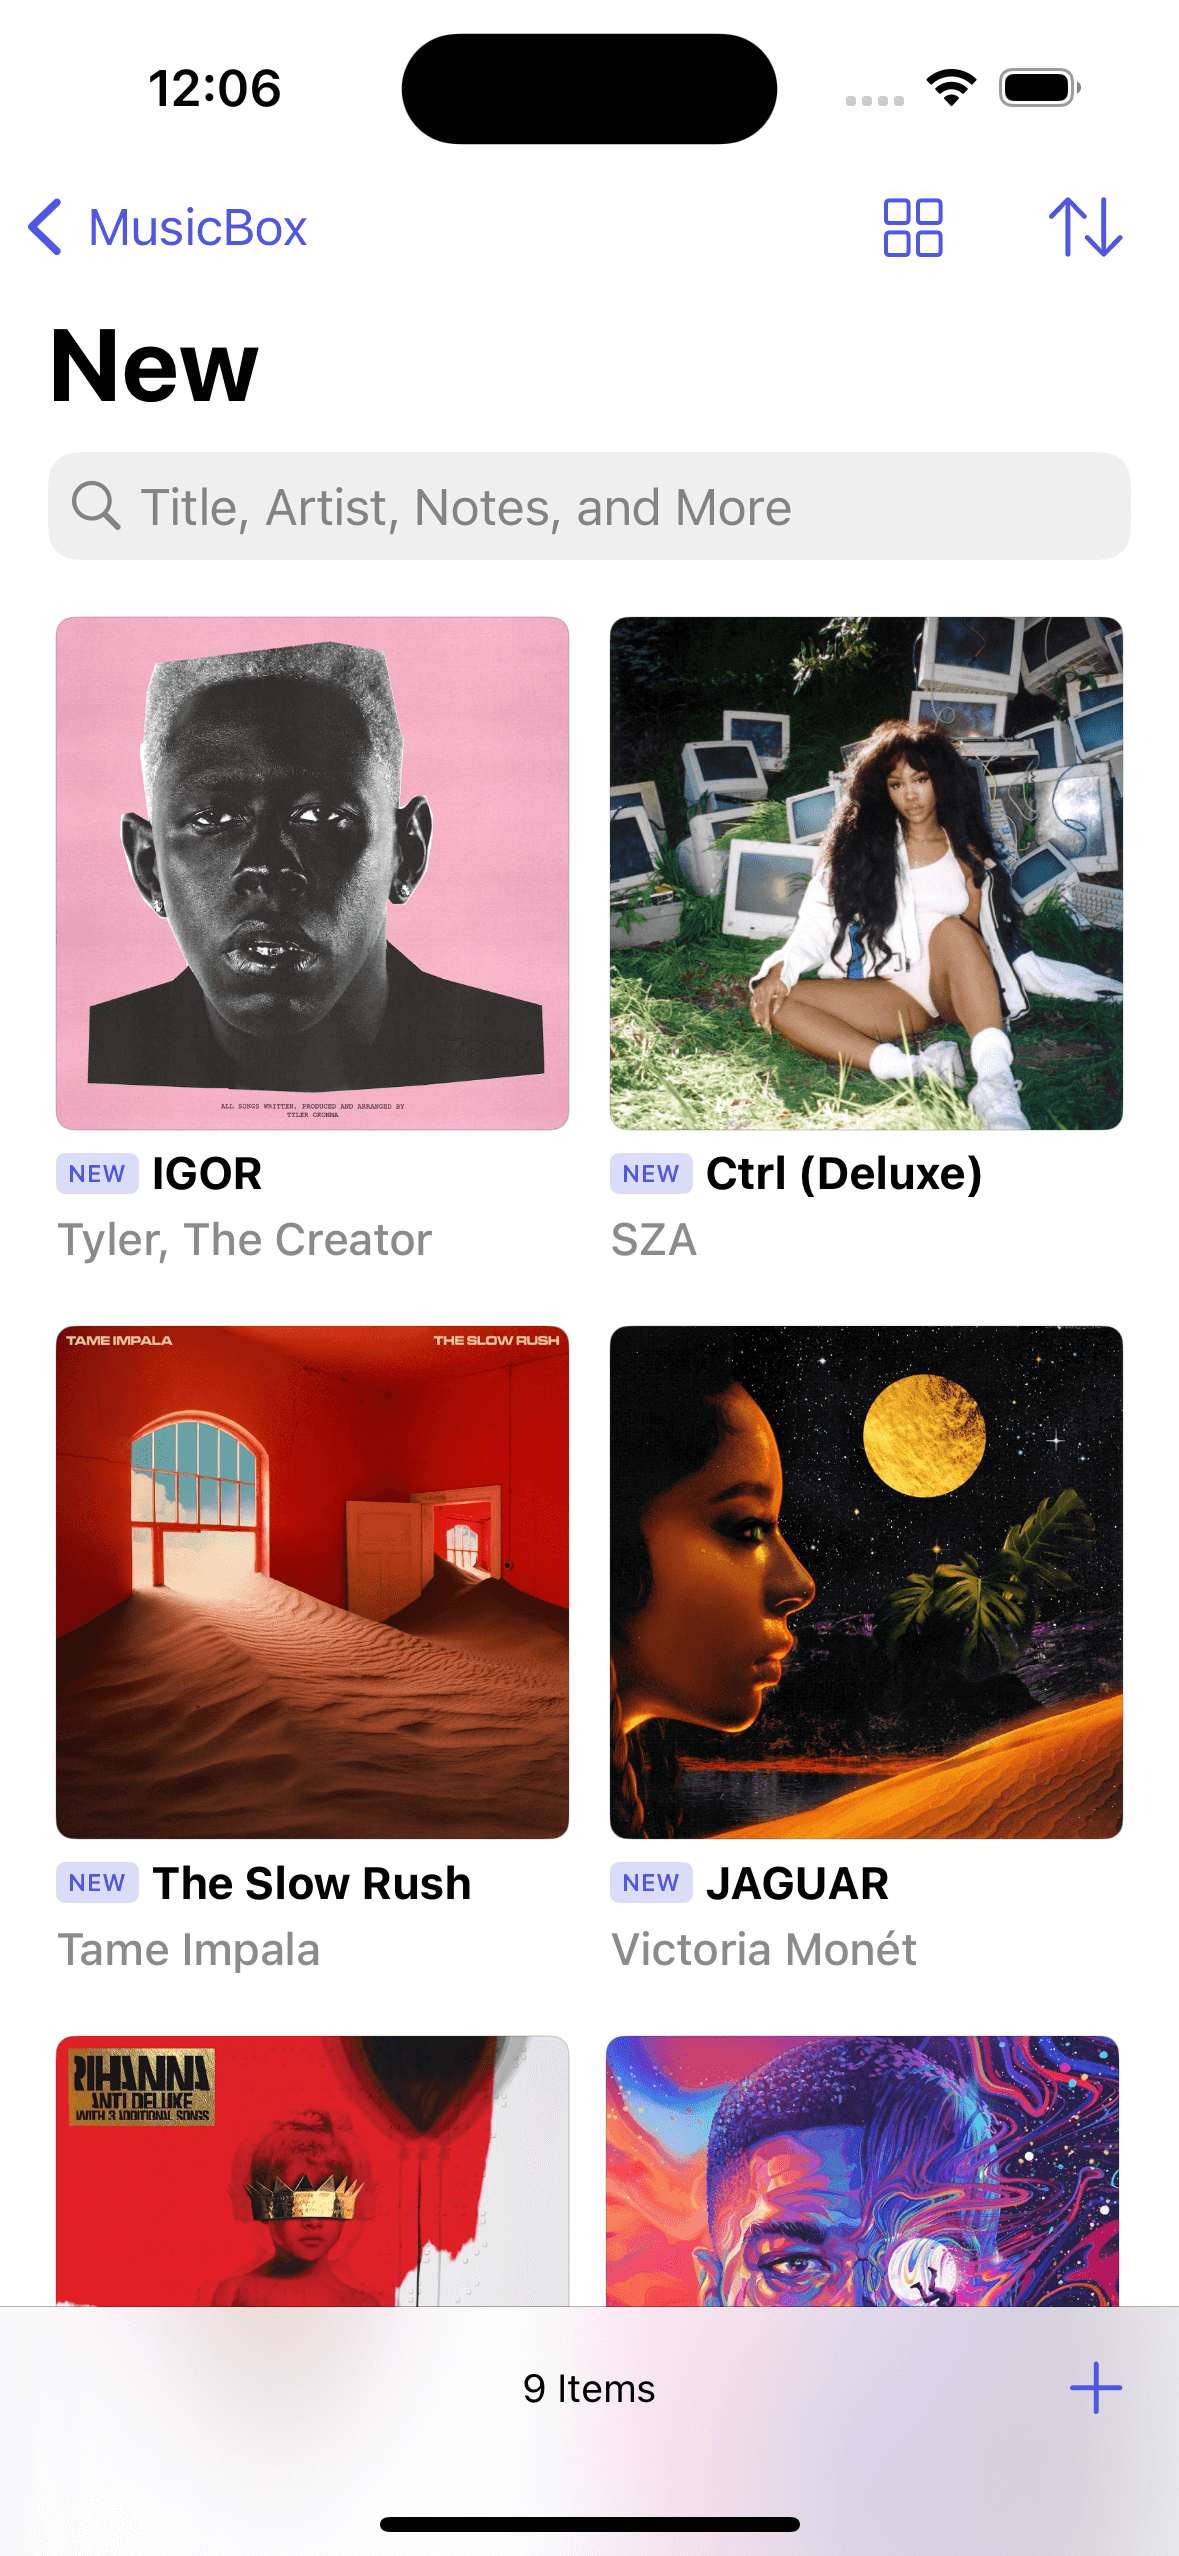 12:06
MusicBox
New
Title, Artist, Notes, and More
ALL SONGS WRITTEN, PRODUCED AND ARRANGED BY
TYLER OKONMA
NEW IGOR
Tyler, The Creator
NEW Ctrl (Deluxe)
SZA
TAME IMPALA
THE SLOW RUSH
NEW The Slow Rush
Tame Impala
NEW JAGUAR
Victoria Monét
RIHANNA
ANTI DELUXE
WITH 3 ADDITIONAL SONGS
9 Items